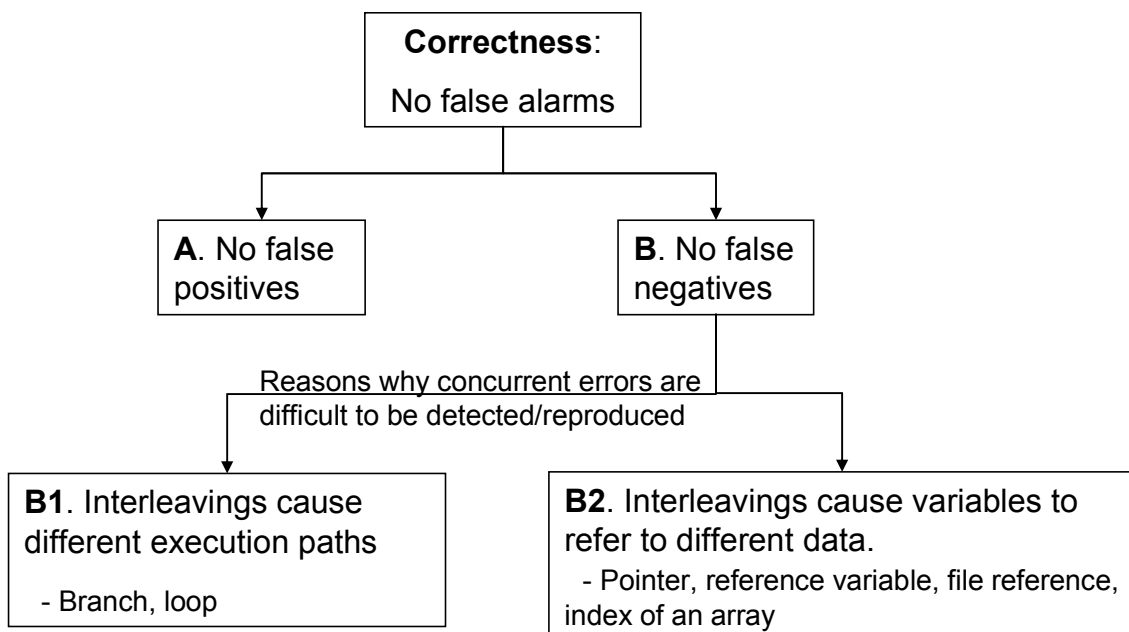 Correctness:
No false alarms
A. No false
positives
B. No false
negatives
Reasons why concurrent errors are
difficult to be detected/reproduced
B1. Interleavings cause
different execution paths
- Branch, loop
B2. Interleavings cause variables to
refer to different data.
- Pointer, reference variable, file reference,
index of an array